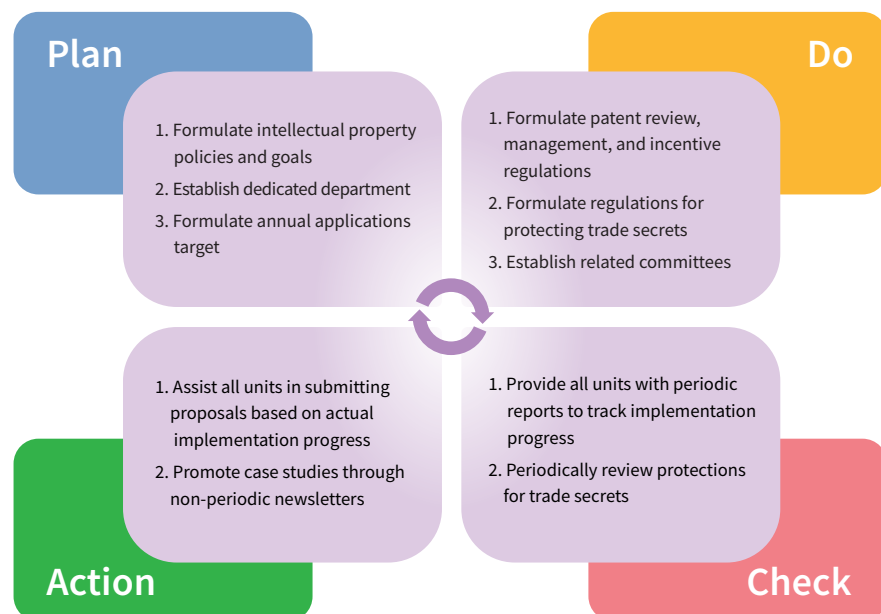 Plan
1. Formulate intellectual property
policies and goals
2. Establish dedicated department
3. Formulate annual applications
target
Do
1. Formulate patent review,
management, and incentive
regulations
2. Formulate regulations for
protecting trade secrets
3. Establish related committees
1. Assist all units in submitting
proposals based on actual
implementation progress
2. Promote case studies through
non-periodic newsletters
Action
1. Provide all units with periodic
reports to track implementation
progress
2. Periodically review protections
for trade secrets
Check